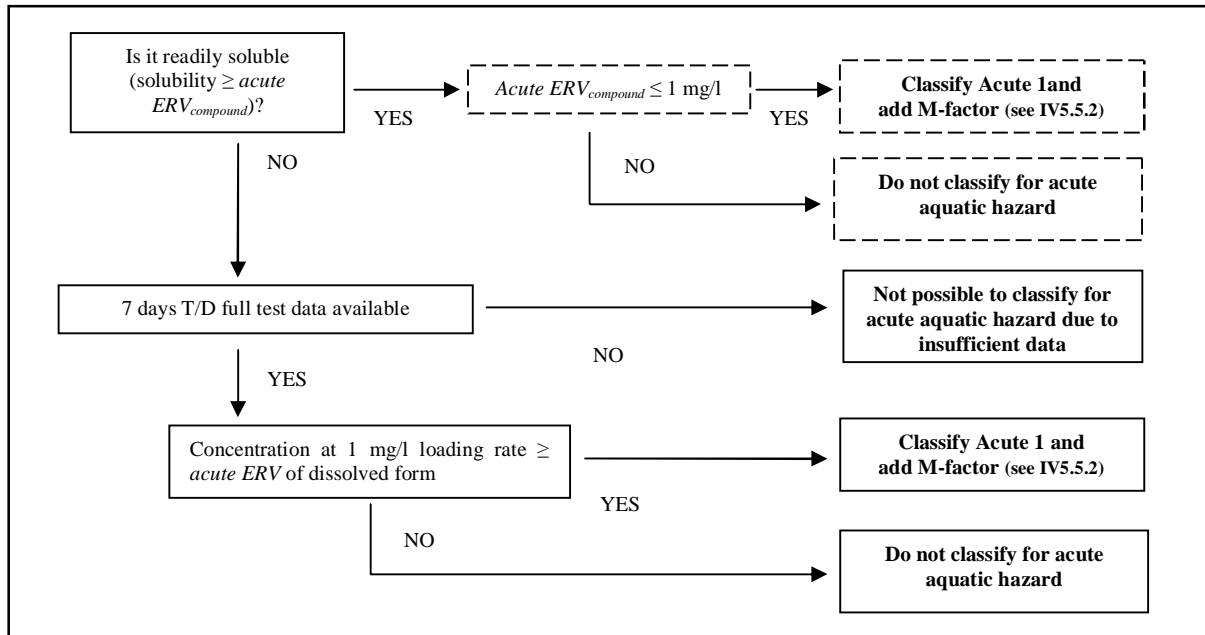 Is it readily soluble
(solubility ≥ acute
ERVcompound)?
YES
Acute ERVcompound ≤ 1 mg/l
YES
Classify Acute 1and
add M-factor (see IV5.5.2)
NO
NO
Do not classify for acute
aquatic hazard
7 days T/D full test data available
NO
Not possible to classify for
acute aquatic hazard due to
insufficient data
YES
Concentration at 1 mg/l loading rate ≥
acute ERV of dissolved form
YES
Classify Acute 1 and
add M-factor (see IV5.5.2)
NO
Do not classify for acute
aquatic hazard